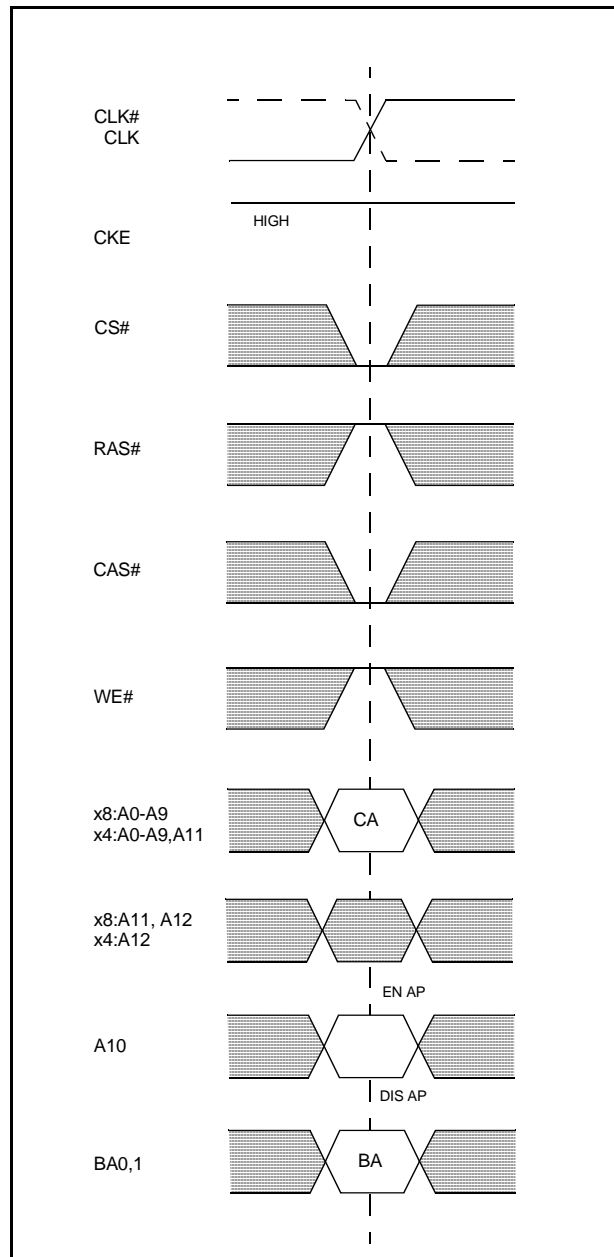 CLK#
CLK
HIGH
CKE
CS#
RAS#
CAS#
WE#
x8:A0-A9
x4:A0-A9,A11
CA
x8:A11, A12
x4:A12
EN AP
A10
DIS AP
BA0,1
BA